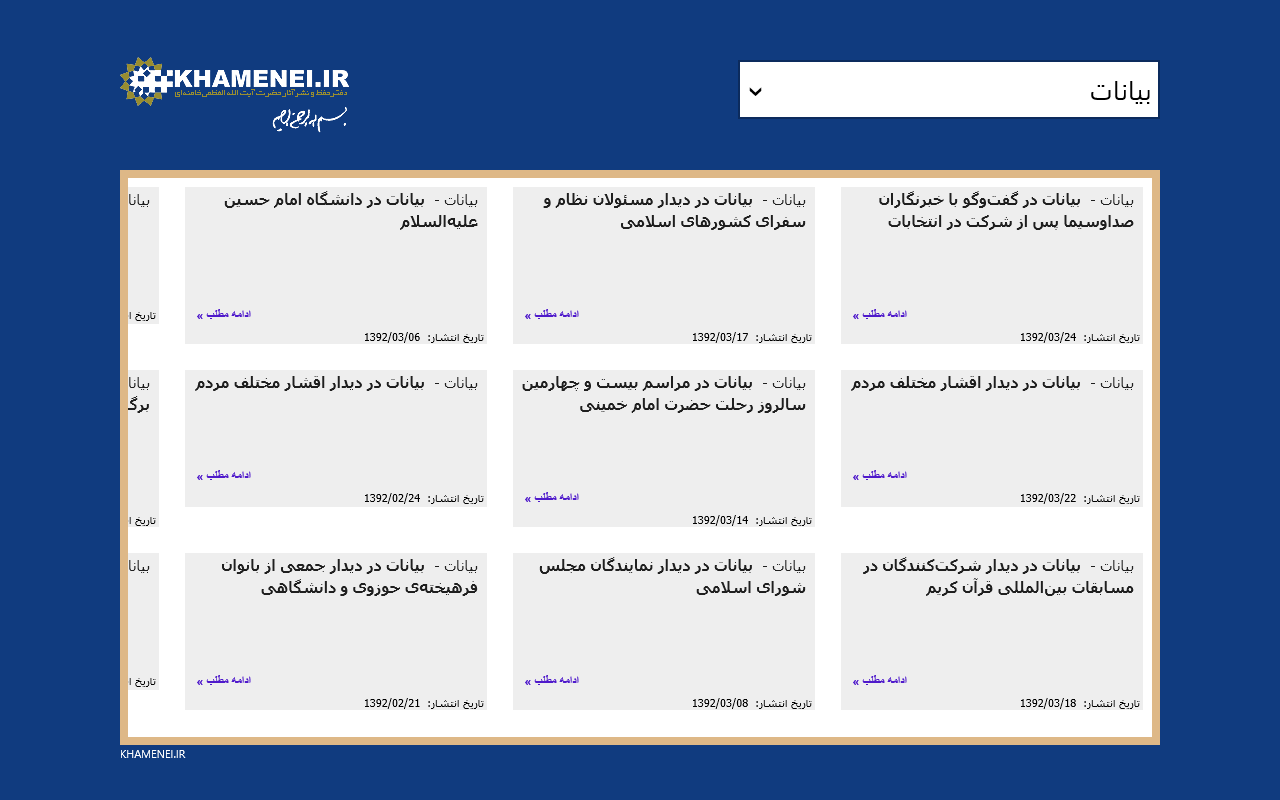 KHAMENEI.IR
دفتر حفظ و نشر آثار حضرت آیت الله العظمی خامنه‌ای
بیانات
بیانات - بیانات در گفت‌وگو با خبرنگاران
صداوسیما پس از شرکت در انتخابات
ادامه مطلب »
تاریخ انتشار: 1392/03/24
بیانات - بیانات در دیدار مسئولان نظام و
سفرای کشورهای اسلامی
ادامه مطلب »
تاریخ انتشار: 1392/03/17
بیانات - بیانات در دانشگاه امام حسین
علیه‌السلام
ادامه مطلب »
تاریخ انتشار: 1392/03/06
بیانا
تاریخ ا
بیانات - بیانات در دیدار اقشار مختلف مردم
ادامه مطلب »
تاریخ انتشار: 1392/03/22
بیانات - بیانات در مراسم بیست و چهارمین
سالروز رحلت حضرت امام خمینی
ادامه مطلب »
تاریخ انتشار: 1392/03/14
بیانات - بیانات در دیدار اقشار مختلف مردم
ادامه مطلب »
تاریخ انتشار: 1392/02/24
بیانا
برگ
تاریخ ا
بیانات - بیانات در دیدار شرکت‌کنندگان در
مسابقات بین‌المللی قرآن کریم
ادامه مطلب »
تاریخ انتشار: 1392/03/18
بیانات - بیانات در دیدار نمایندگان مجلس
شورای اسلامی
ادامه مطلب »
تاریخ انتشار: 1392/03/08
بیانات - بیانات در دیدار جمعی از بانوان
فرهیخته‌ی حوزوی و دانشگاهی
ادامه مطلب »
تاریخ انتشار: 1392/02/21
بیانا
تاریخ ا
KHAMENEI.IR